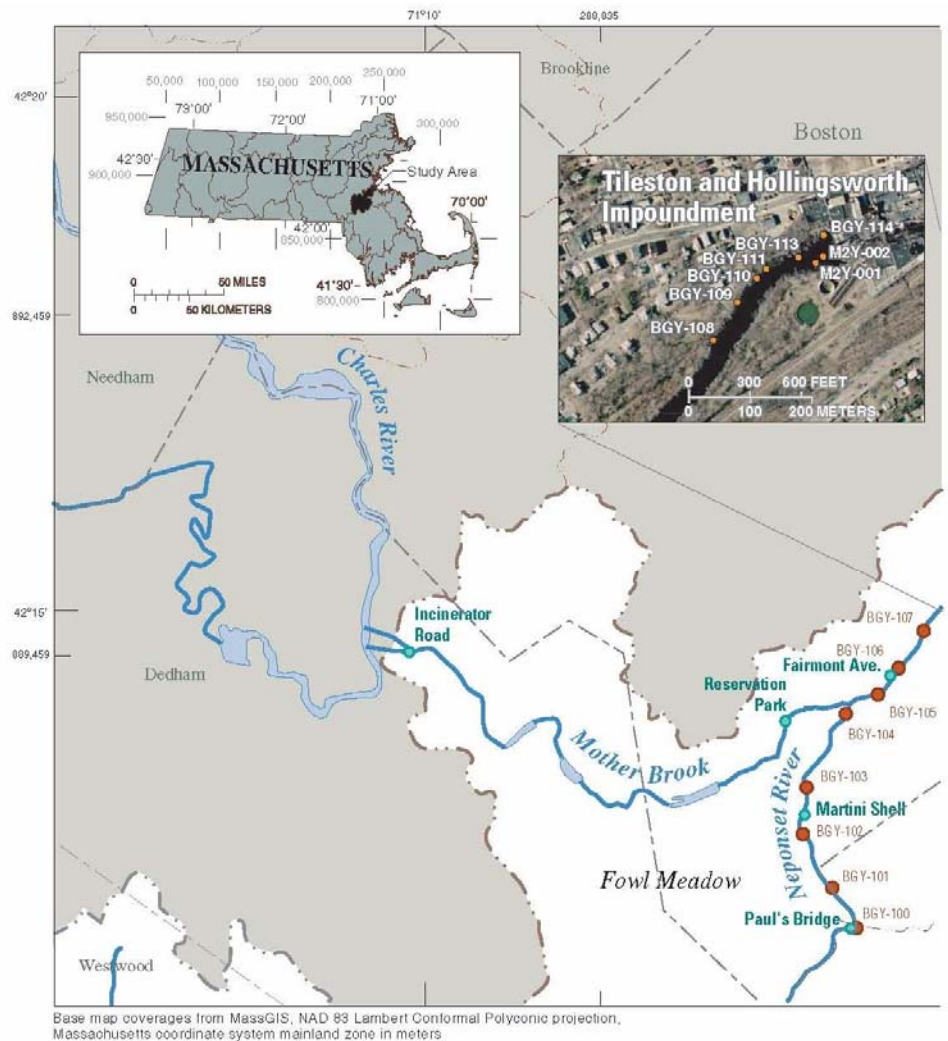 71°10'
288,835
42°20'
Brookline
Boston
50,000
100,000
150,000
200,000
250,000
300,000
950,000
73°00'
72°00'
71°00'
42°30'
900,000
MASSACHUSETTS
Study Area
70°00'
42°00'
850,000
41°30'
800,000
0 50 MILES
0 50 KILOMETERS
Tileston and Hollingsworth
Impoundment
BGY-114
BGY-113
M2Y-002
BGY-111
BGY-110
M2Y-001
BGY-109
BGY-108
0 300 600 FEET
0 100 200 METERS
892,459
Needham
Charles River
42°15'
889,459
Dedham
Incinerator
Road
BGY-107
BGY-106
Fairmont Ave.
Reservation
Park
BGY-105
BGY-104
Mother Brook
Neponset River
BGY-103
Martini Shell
BGY-102
Fowl Meadow
BGY-101
Paul's Bridge
BGY-100
Westwood
Base map coverages from MassGIS, NAD 83 Lambert Conformal Polyconic projection,
Massachusetts coordinate system mainland zone in meters